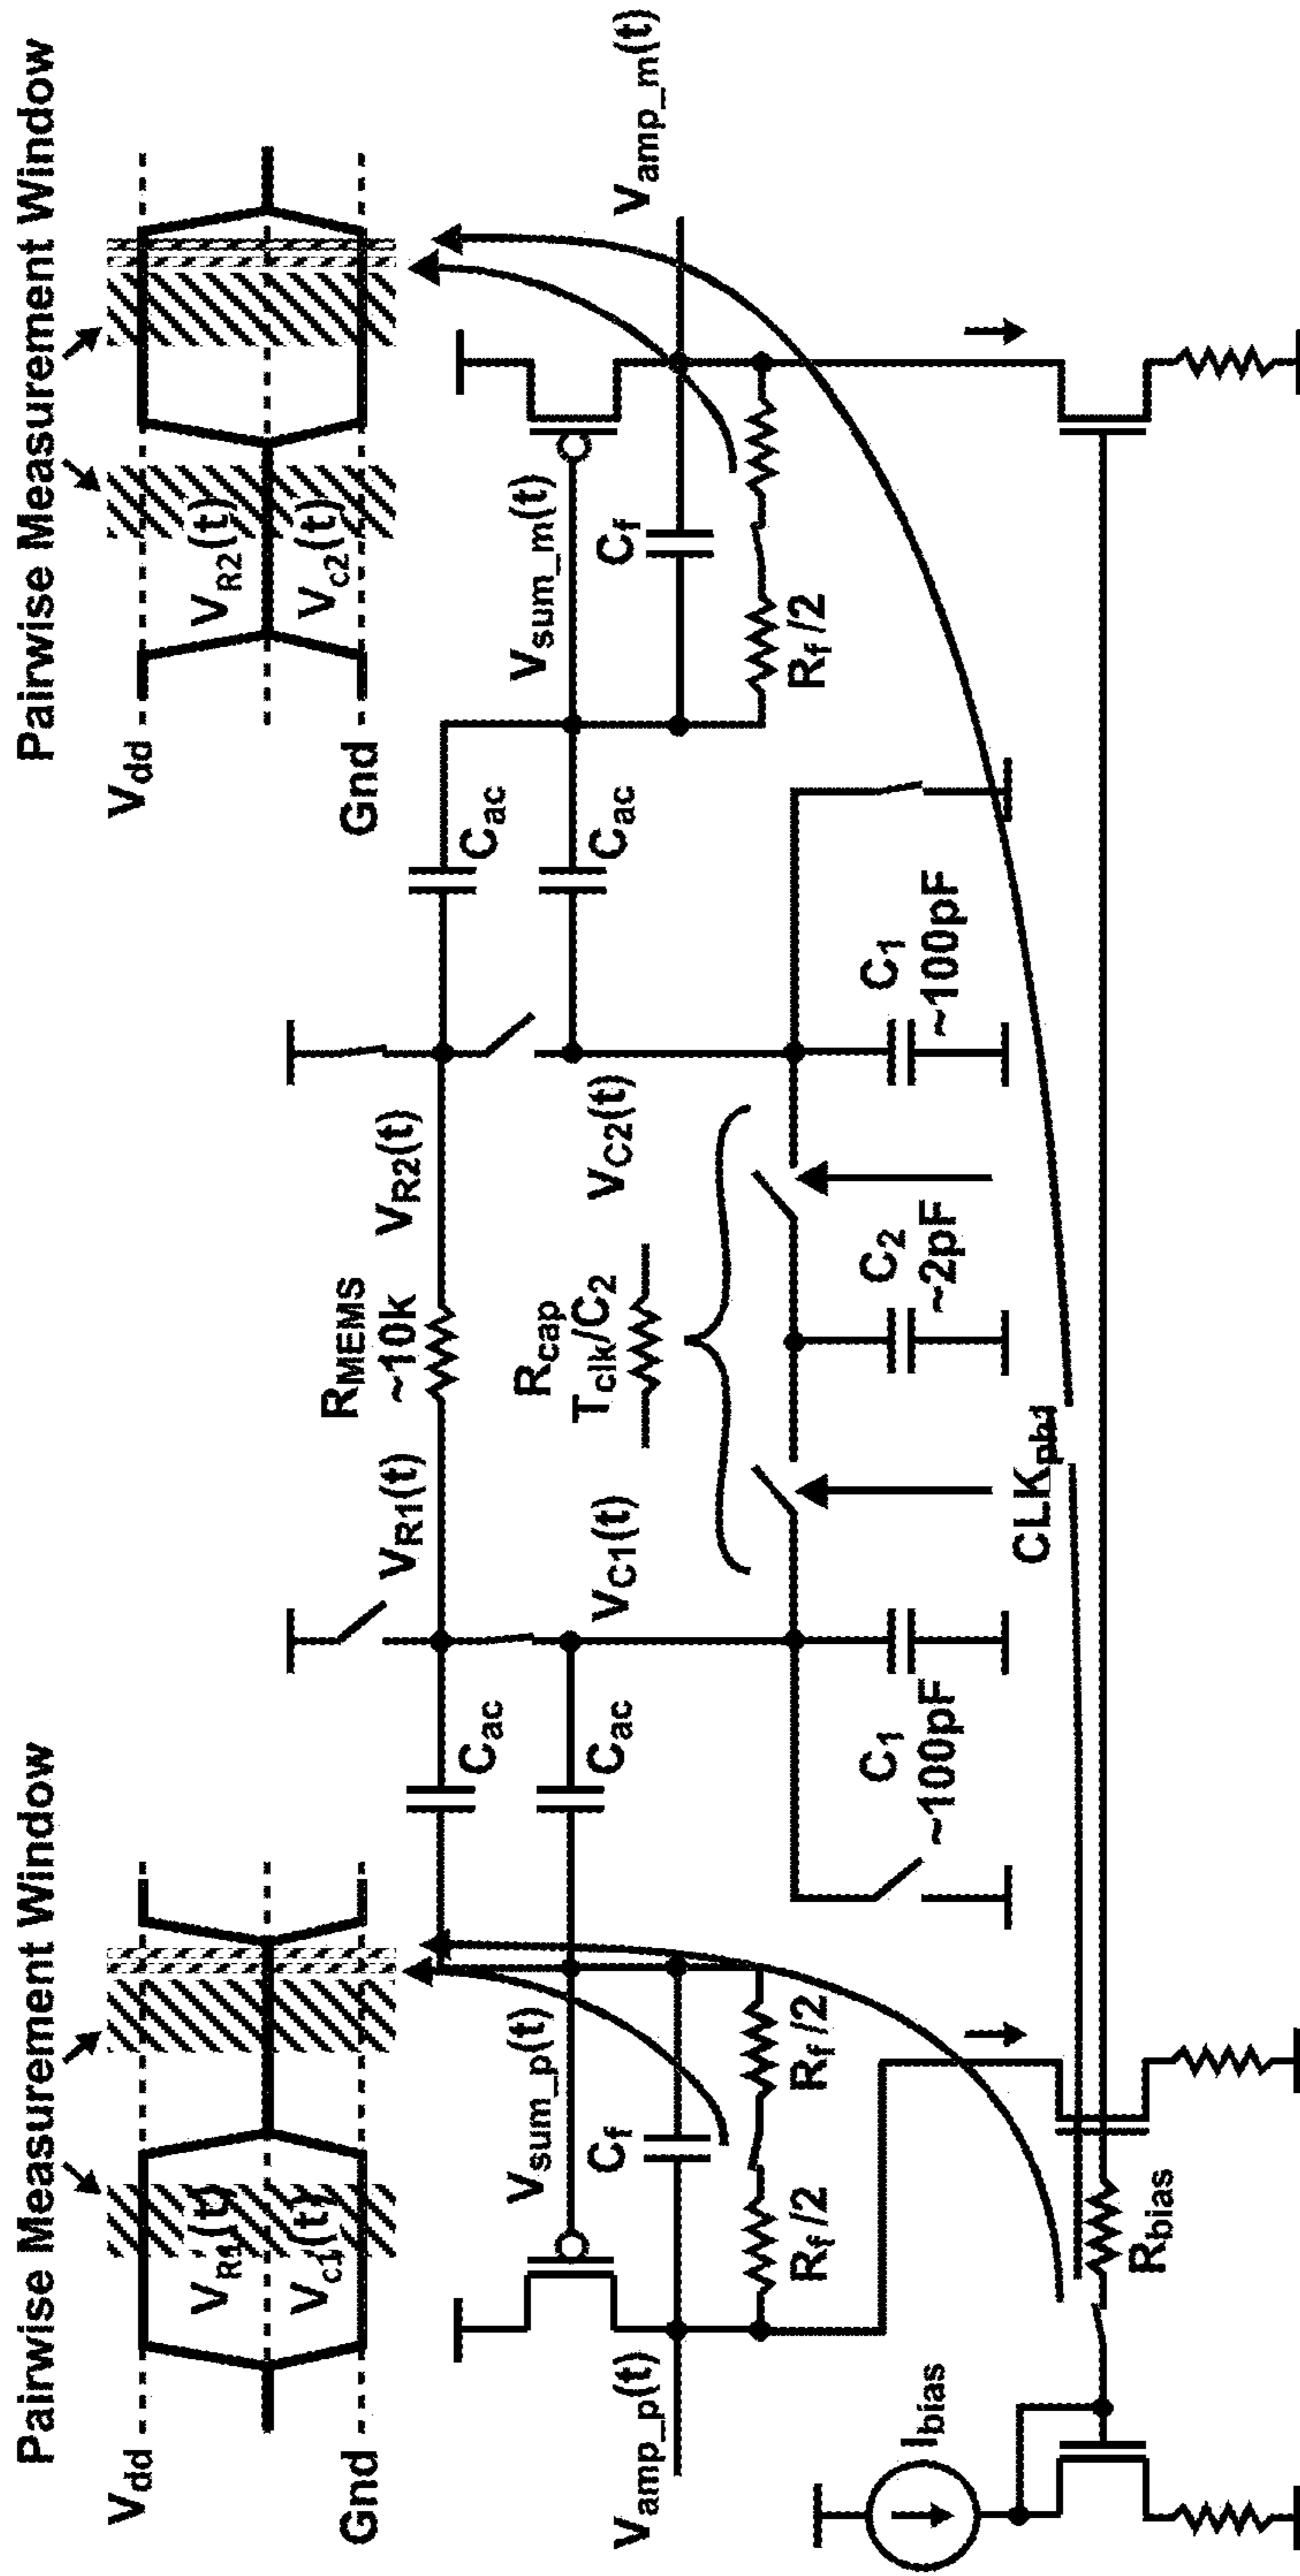 Pairwise Measurement Window
Pairwise Measurement Window
V_dd
V_R1(t)
V_C1(t)
Gnd
V_dd
V_R2(t)
V_C2(t)
Gnd
R_MEMS
~10k
V_R1(t)
V_R2(t)
C_ac
C_ac
V_sum_p(t)
C_ac
C_ac
V_sum_m(t)
R_cap
T_clk/C_2
V_C1(t)
V_C2(t)
V_amp_p(t)
C_f
R_f/2
R_f/2
C_f
R_f/2
V_amp_m(t)
C_1
~100pF
C_2
~2pF
C_1
~100pF
CLK_ph1
I_bias
R_bias